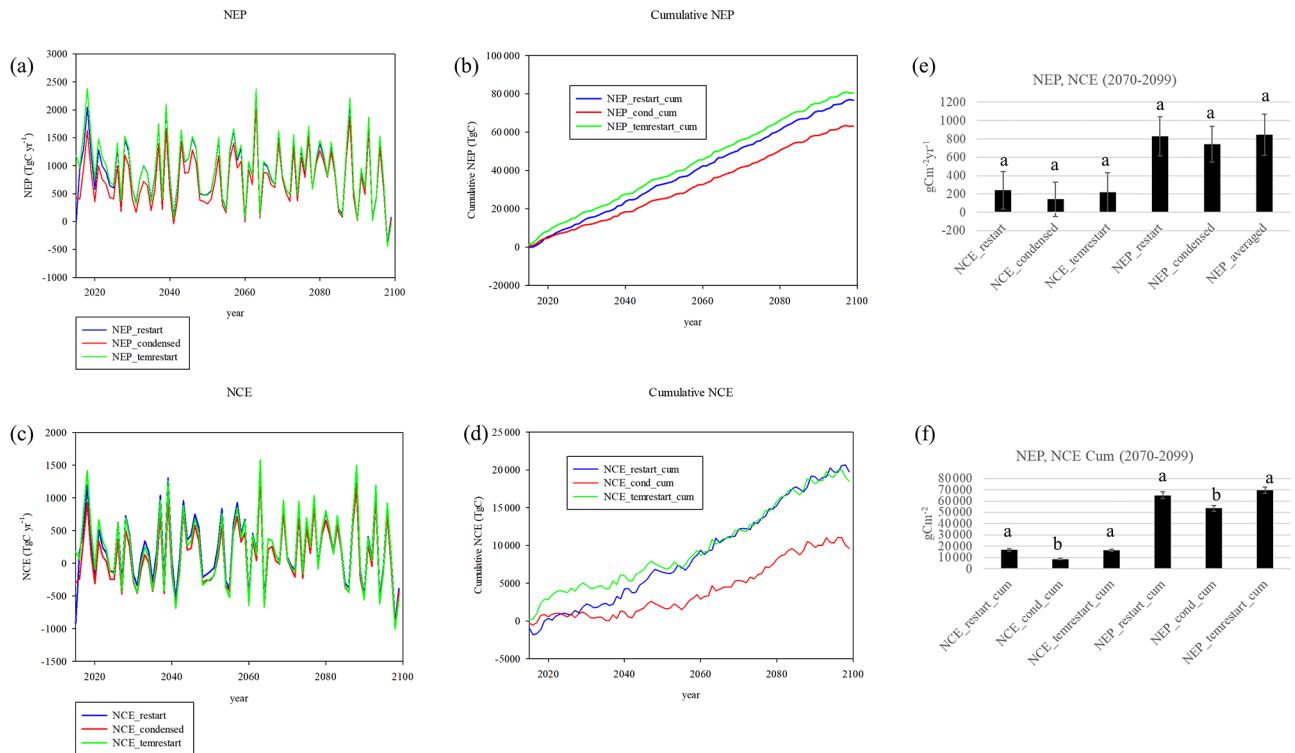 NEP
(a)
NEP (TgC yr⁻¹)
3000
2500
2000
1500
1000
500
0
-500
-1000
2020
2040
2060
2080
2100
year
NEP_restart
NEP_condensed
NEP_temrestart
Cumulative NEP
(b)
Cumulative NEP (TgC)
100 000
80 000
60 000
40 000
20 000
0
-20000
2020
2040
2060
2080
2100
year
NEP_restart_cum
NEP_cond_cum
NEP_temrestart_cum
(e)
NEP, NCE (2070-2099)
gCm⁻²yr⁻¹
1200
1000
800
600
400
200
0
-200
a
a
a
a
a
a
NCE_restart
NCE_condensed
NCE_temrestart
NEP_restart
NEP_condensed
NEP_averaged
NCE
(c)
NCE (TgC yr⁻¹)
2000
1500
1000
500
0
-500
-1000
-1500
2020
2040
2060
2080
2100
year
NCE_restart
NCE_condensed
NCE_temrestart
Cumulative NCE
(d)
Cumulative NCE (TgC)
25 000
20 000
15 000
10 000
5000
0
-5000
2020
2040
2060
2080
2100
year
NCE_restart_cum
NCE_cond_cum
NCE_temrestart_cum
(f)
NEP, NCE Cum (2070-2099)
gCm⁻²
80000
70000
60000
50000
40000
30000
20000
10000
0
a
b
a
a
b
a
NCE_restart_cum
NCE_cond_cum
NCE_temrestart_cum
NEP_restart_cum
NEP_cond_cum
NEP_temrestart_cum